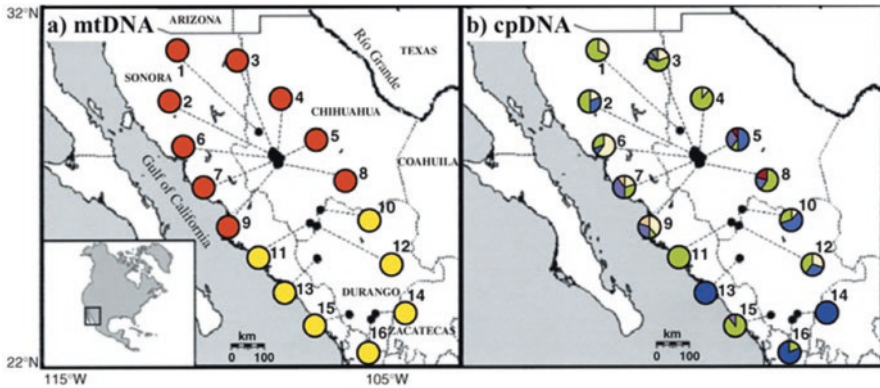 32°N
a) mtDNA
ARIZONA
TEXAS
Río Grande
SONORA
CHIHUAHUA
COAHUILA
Gulf of California
DURANGO
ZACATECAS
1
2
3
4
5
6
7
8
9
10
11
12
13
14
15
16
km
0 100
22°N
115°W
105°W
b) cpDNA
1
2
3
4
5
6
7
8
9
10
11
12
13
14
15
16
km
0 100